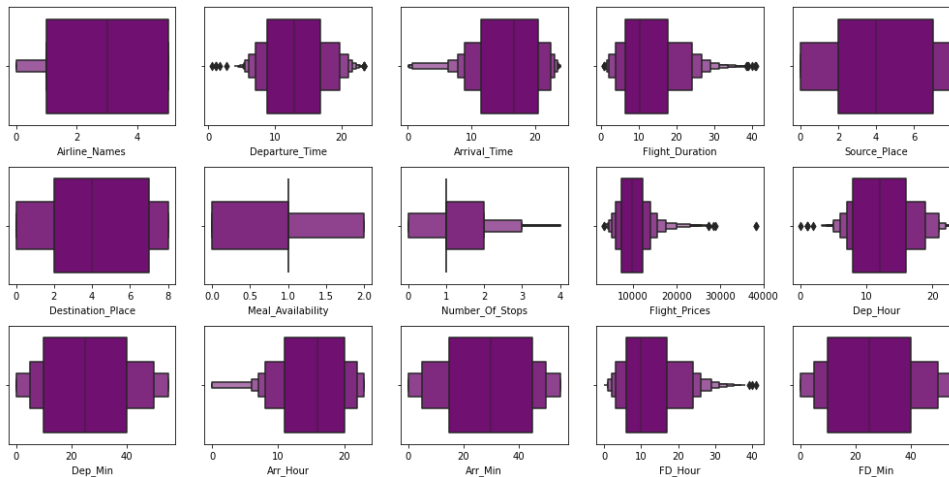 0 2 4
Airline_Names
0 10 20
Departure_Time
0 10 20
Arrival_Time
0 10 20 30 40
Flight_Duration
0 2 4 6
Source_Place
0 2 4 6 8
Destination_Place
0.0 0.5 1.0 1.5 2.0
Meal_Availability
0 1 2 3 4
Number_Of_Stops
10000 20000 30000 40000
Flight_Prices
0 10 20
Dep_Hour
0 20 40
Dep_Min
0 10 20
Arr_Hour
0 20 40
Arr_Min
0 10 20 30 40
FD_Hour
0 20 40
FD_Min